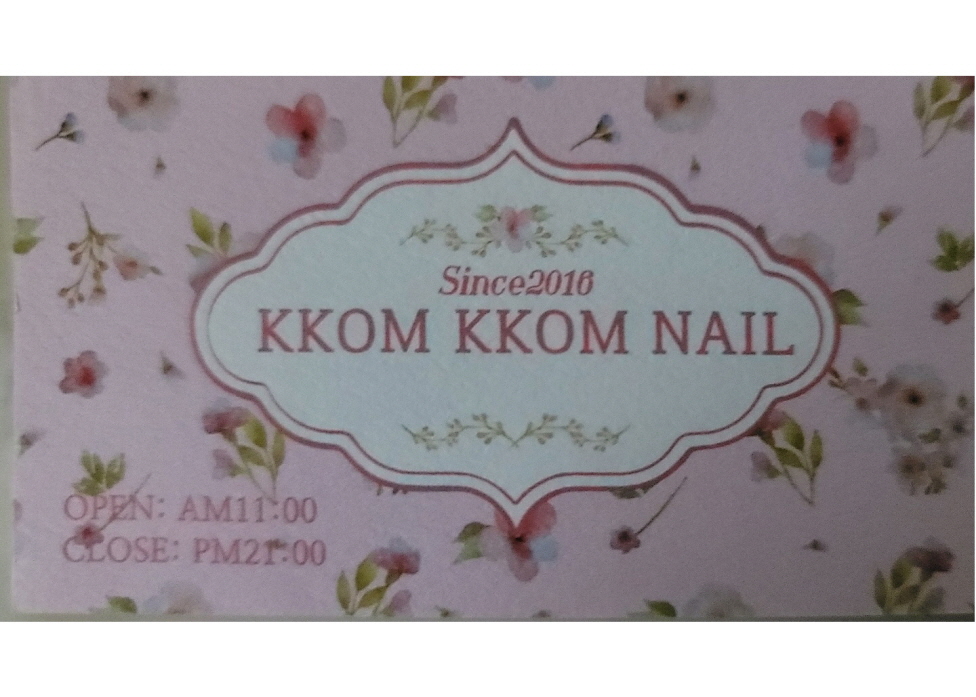 Since2016
KKOM KKOM NAIL
OPEN: AM11:00
CLOSE: PM21:00